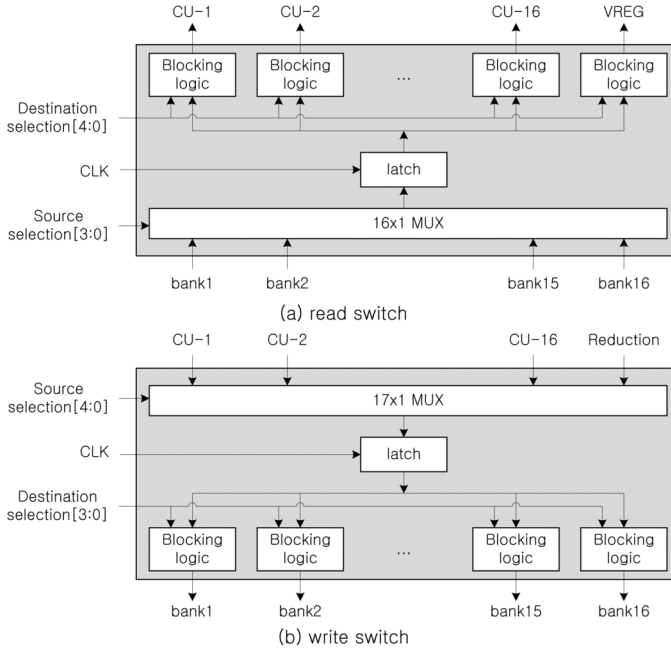 CU-1 CU-2 CU-16 VREG
Blocking logic Blocking logic ... Blocking logic Blocking logic
Destination
selection[4:0]
CLK
latch
Source
selection[3:0]
16x1 MUX
bank1 bank2 bank15 bank16
(a) read switch
CU-1 CU-2 CU-16 Reduction
Source
selection[4:0]
17x1 MUX
CLK
latch
Destination
selection[3:0]
Blocking logic Blocking logic ... Blocking logic Blocking logic
bank1 bank2 bank15 bank16
(b) write switch